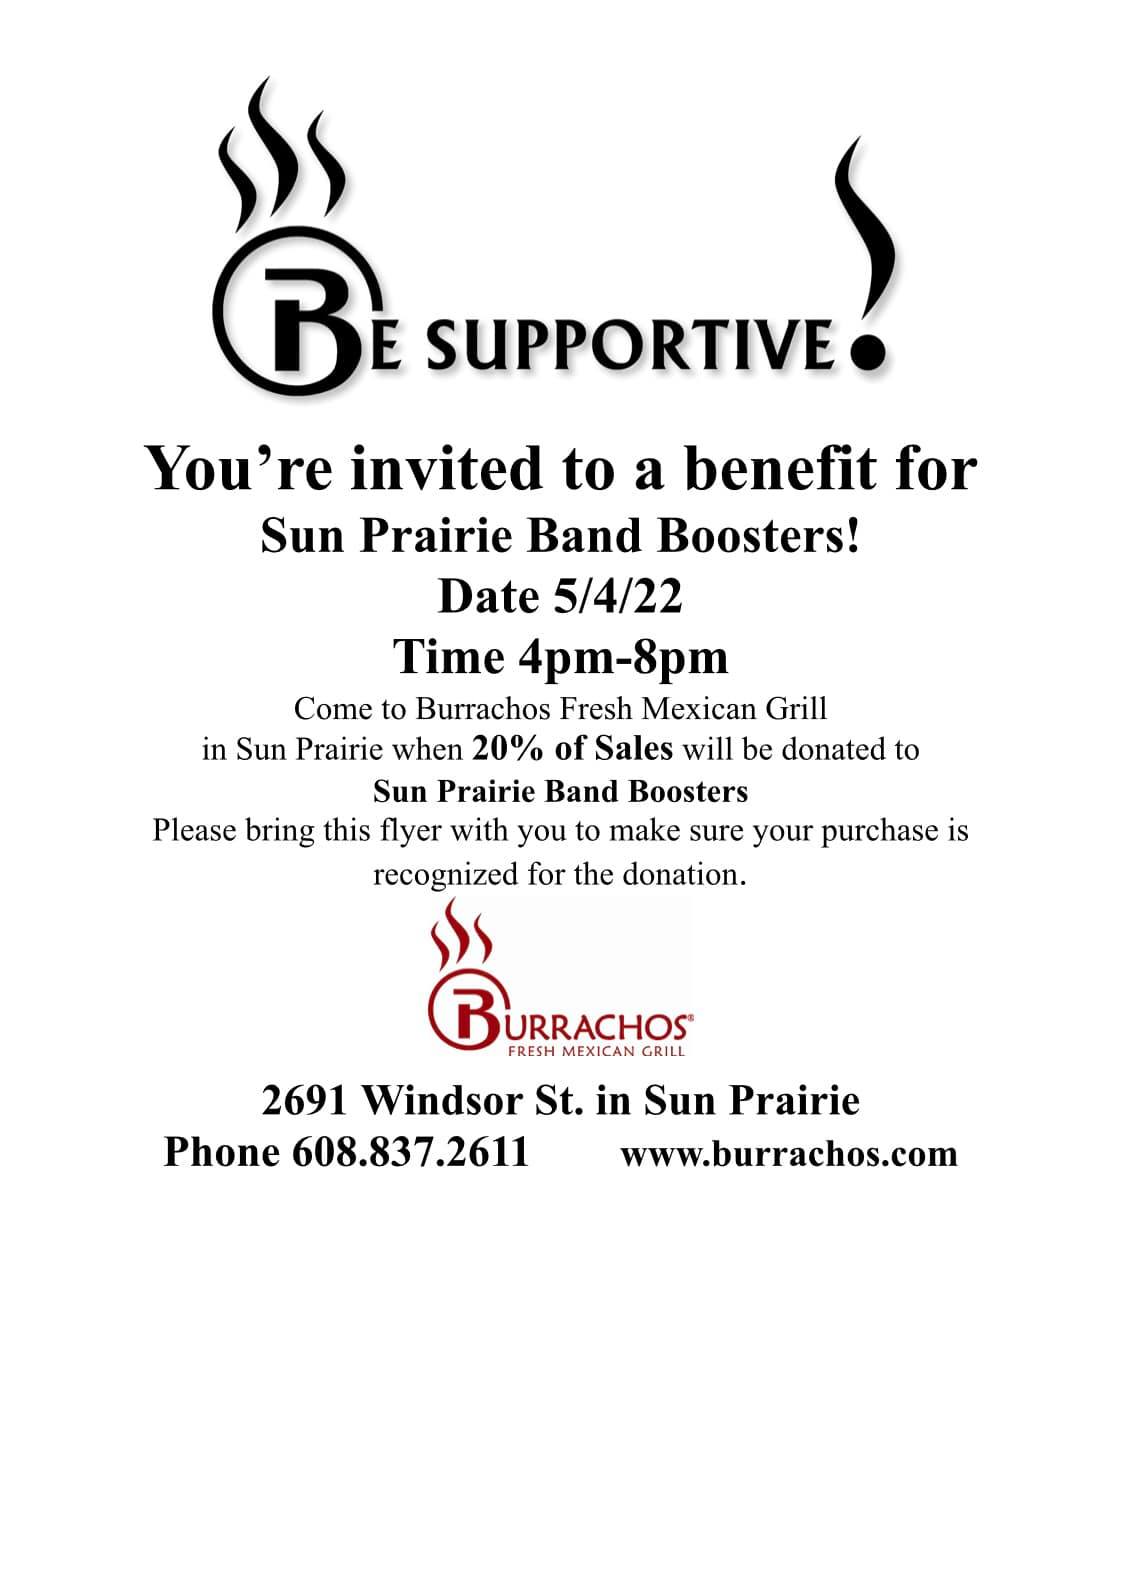 BE SUPPORTIVE!
You’re invited to a benefit for
Sun Prairie Band Boosters!
Date 5/4/22
Time 4pm-8pm
Come to Burrachos Fresh Mexican Grill
in Sun Prairie when 20% of Sales will be donated to
Sun Prairie Band Boosters
Please bring this flyer with you to make sure your purchase is
recognized for the donation.
BURRACHOS®
FRESH MEXICAN GRILL
2691 Windsor St. in Sun Prairie
Phone 608.837.2611 www.burrachos.com